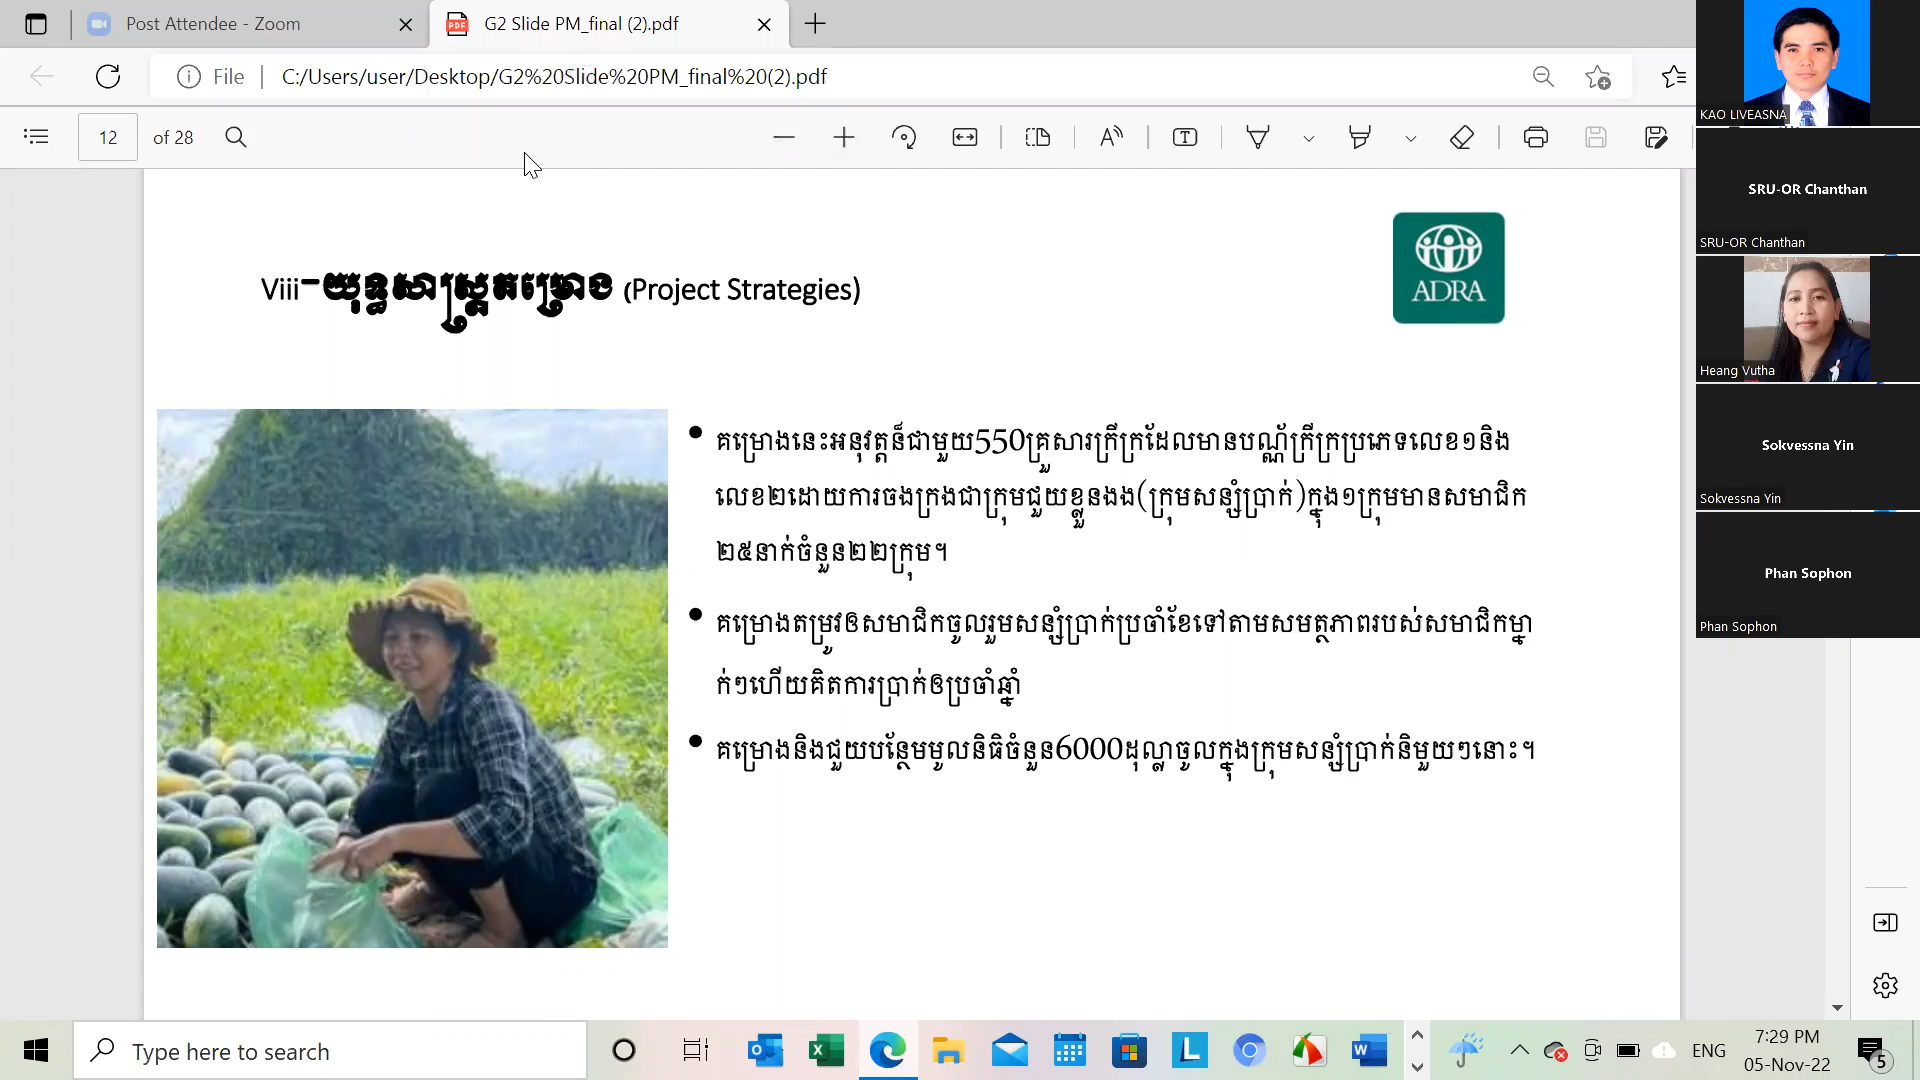 Post Attendee - Zoom
G2 Slide PM_final (2).pdf
File
C:/Users/user/Desktop/G2%20Slide%20PM_final%20(2).pdf
12 of 28
Viii-យុទ្ធសាស្ត្រគម្រោង (Project Strategies)
ADRA
• គម្រោងនេះអនុវត្តន៏ជាមួយ550គ្រួសារក្រីក្រដែលមានបណ្ណ័ក្រីក្រប្រភេទលេខ១និង
លេខ២ដោយការចងក្រងជាក្រុមជួយខ្លួនងង(ក្រុមសន្សំប្រាក់)ក្នុង១ក្រុមមានសមាជិក
២៥នាក់ចំនួន២២ក្រុម។
• គម្រោងតម្រូវឲសមាជិកចូលរួមសន្សំប្រាក់ប្រចាំខែទៅតាមសមត្ថភាពរបស់សមាជិកម្នា
ក់ៗហើយគិតការប្រាក់ឲប្រចាំឆ្នាំ
• គម្រោងនិងជួយបន្ថែមមូលនិធិចំនួន6000ដុល្លាចូលក្នុងក្រុមសន្សំប្រាក់និមួយៗនោះ។
KAO LIVEASNA
SRU-OR Chanthan
SRU-OR Chanthan
Heang Vutha
Sokvessna Yin
Sokvessna Yin
Phan Sophon
Phan Sophon
Type here to search
ENG
7:29 PM
05-Nov-22
5